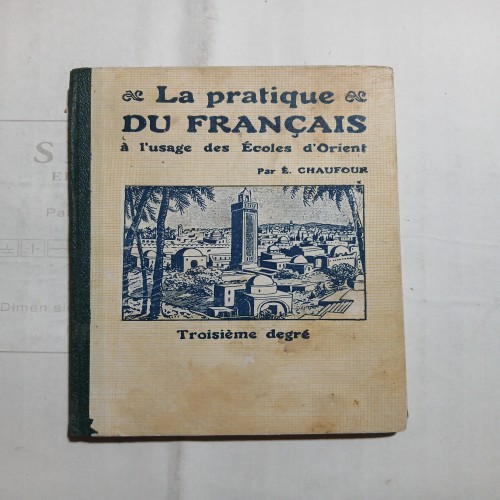 La pratique
DU FRANÇAIS
à l'usage des Écoles d'Orient
Par É. CHAUFOUR
Troisième degré